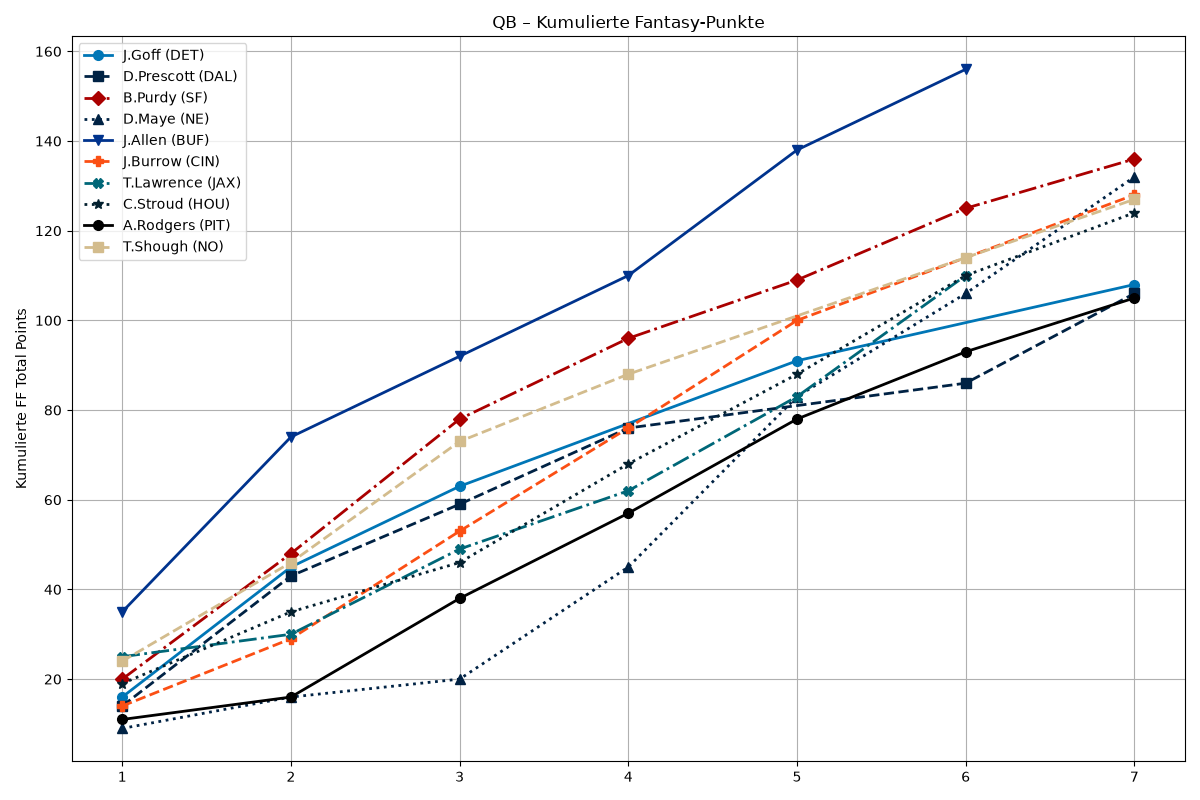 QB – Kumulierte Fantasy-Punkte
Kumulierte FF Total Points
160
140
120
100
80
60
40
20
J.Goff (DET)
D.Prescott (DAL)
B.Purdy (SF)
D.Maye (NE)
J.Allen (BUF)
J.Burrow (CIN)
T.Lawrence (JAX)
C.Stroud (HOU)
A.Rodgers (PIT)
T.Shough (NO)
1 2 3 4 5 6 7